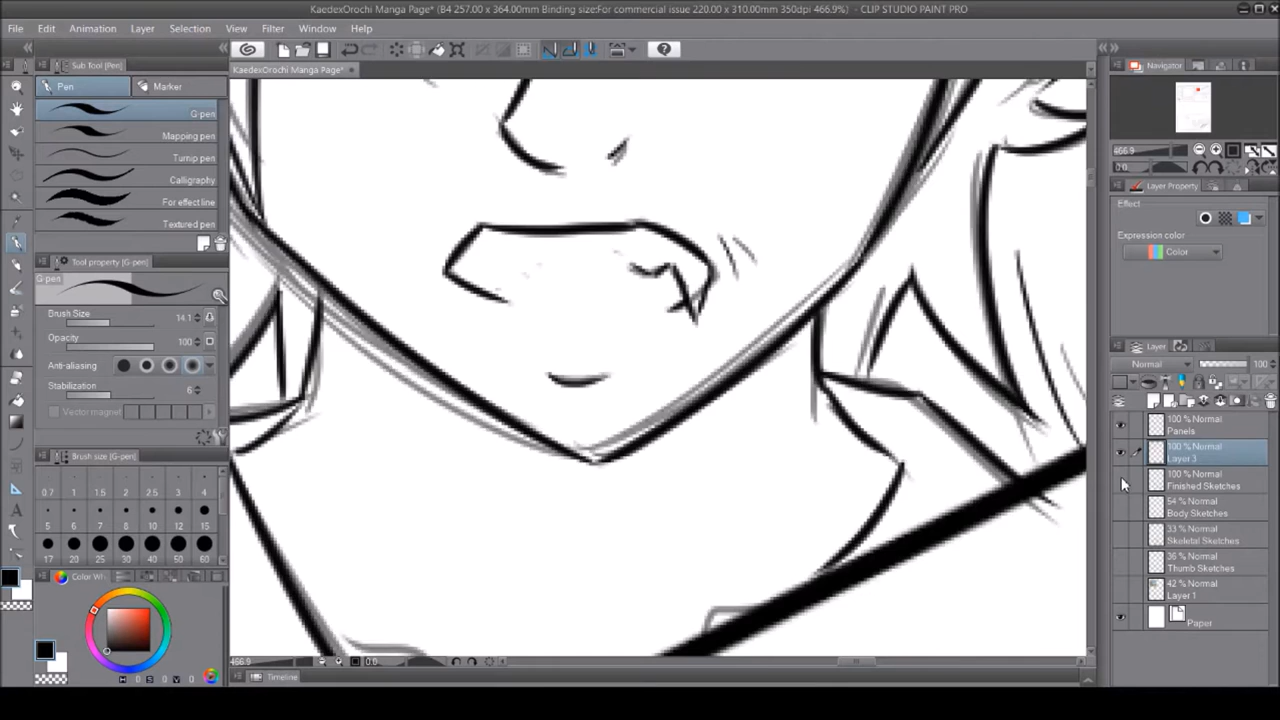 KaedexOrochi Manga Page* (B4 257.00 x 364.00mm Binding size:For commercial issue 220.00 x 310.00mm 350dpi 466.9%) - CLIP STUDIO PAINT PRO
File Edit Animation Layer Selection View Filter Window Help
Sub Tool [Pen]
KaedexOrochi Manga Page*
Navigator
Pen Marker
G-pen
Mapping pen
Turnip pen
Calligraphy
For effect line
Textured pen
466.9
0.0
Layer Property
Effect
Expression color
Color
Tool property [G-pen]
G-pen
Brush Size 14.1
Opacity 100
Anti-aliasing
Stabilization 6
Vector magnet
Layer
Normal 100
100 % Normal
Panels
100 % Normal
Layer 3
100 % Normal
Finished Sketches
54 % Normal
Body Sketches
33 % Normal
Skeletal Sketches
36 % Normal
Thumb Sketches
42 % Normal
Layer 1
Paper
Brush size [G-pen]
0.7 1 1.5 2 2.5 3 4
5 6 7 8 10 12 15
17 20 25 30 40 50 60
Color W
H 0 S 0 V 0
466.9 0.0
Timeline